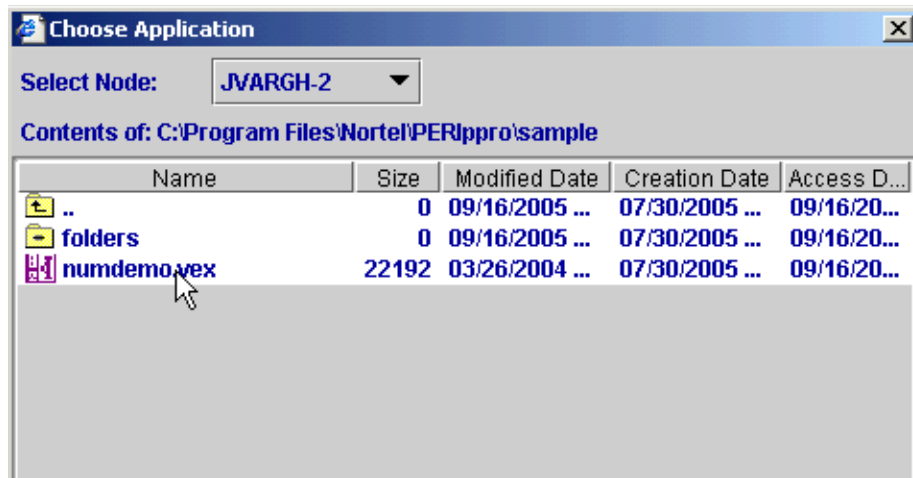 Choose Application
Select Node: JVARGH-2
Contents of: C:\Program Files\Nortel\PERIppro\sample
Name Size Modified Date Creation Date Access D...
.. 0 09/16/2005 ... 07/30/2005 ... 09/16/20...
folders 0 09/16/2005 ... 07/30/2005 ... 09/16/20...
numdemo.vex 22192 03/26/2004 ... 07/30/2005 ... 09/16/20...